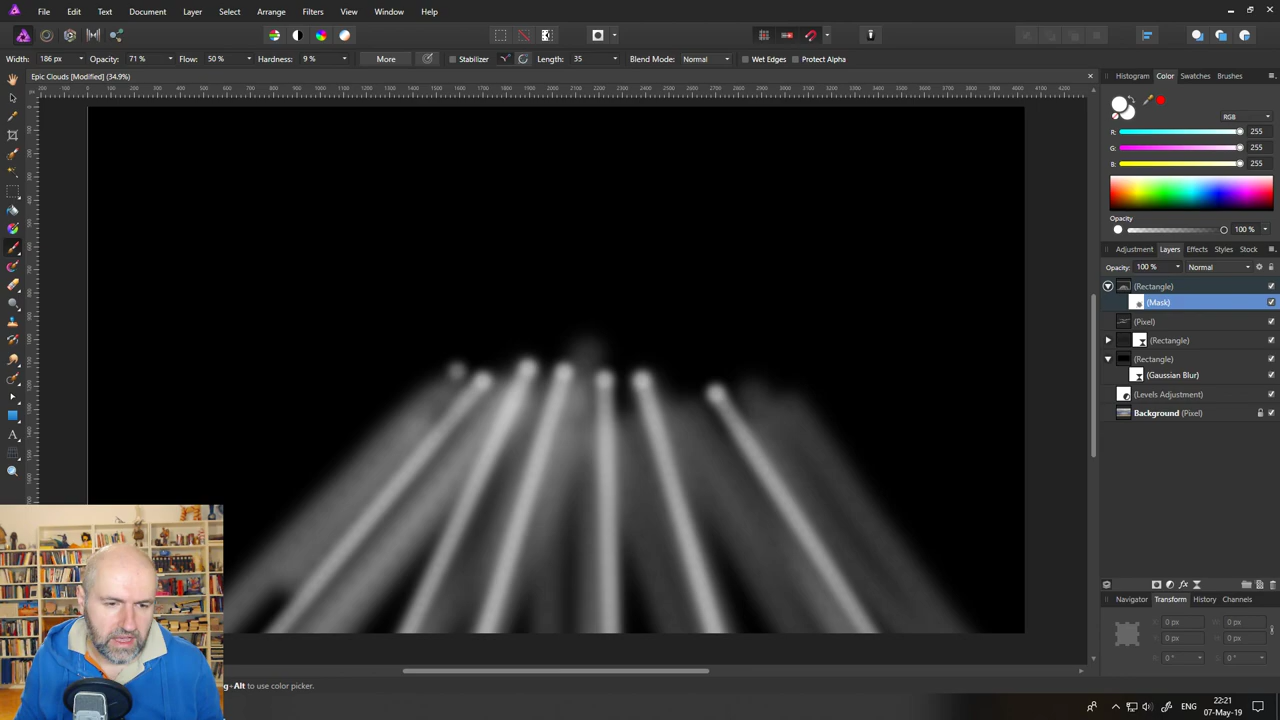 File Edit Text Document Layer Select Arrange Filters View Window Help
Width: 186 px Opacity: 71 % Flow: 50 % Hardness: 9 % More Stabilizer Length: 35 Blend Mode: Normal Wet Edges Protect Alpha
Epic Clouds [Modified] (34.9%)
Histogram Color Swatches Brushes
RGB
R: 255
G: 255
B: 255
Opacity
100 %
Adjustment Layers Effects Styles Stock
Opacity: 100 % Normal
(Rectangle)
(Mask)
(Pixel)
(Rectangle)
(Rectangle)
(Gaussian Blur)
(Levels Adjustment)
Background (Pixel)
Navigator Transform History Channels
X: 0 px W: 0 px
Y: 0 px H: 0 px
R: 0 ° S: 0 °
g+Alt to use color picker.
ENG
22:21
07-May-19